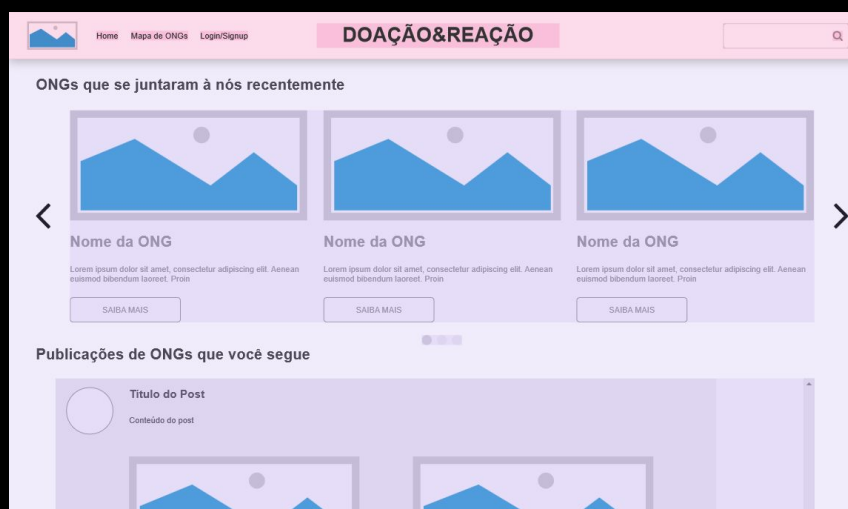 Home Mapa de ONGs Login/Signup DOAÇÃO&REAÇÃO
ONGs que se juntaram à nós recentemente
Nome da ONG
Lorem ipsum dolor sit amet, consectetur adipiscing elit. Aenean
euismod bibendum laoreet. Proin
SAIBA MAIS
Nome da ONG
Lorem ipsum dolor sit amet, consectetur adipiscing elit. Aenean
euismod bibendum laoreet. Proin
SAIBA MAIS
Nome da ONG
Lorem ipsum dolor sit amet, consectetur adipiscing elit. Aenean
euismod bibendum laoreet. Proin
SAIBA MAIS
Publicações de ONGs que você segue
Titulo do Post
Conteúdo do post